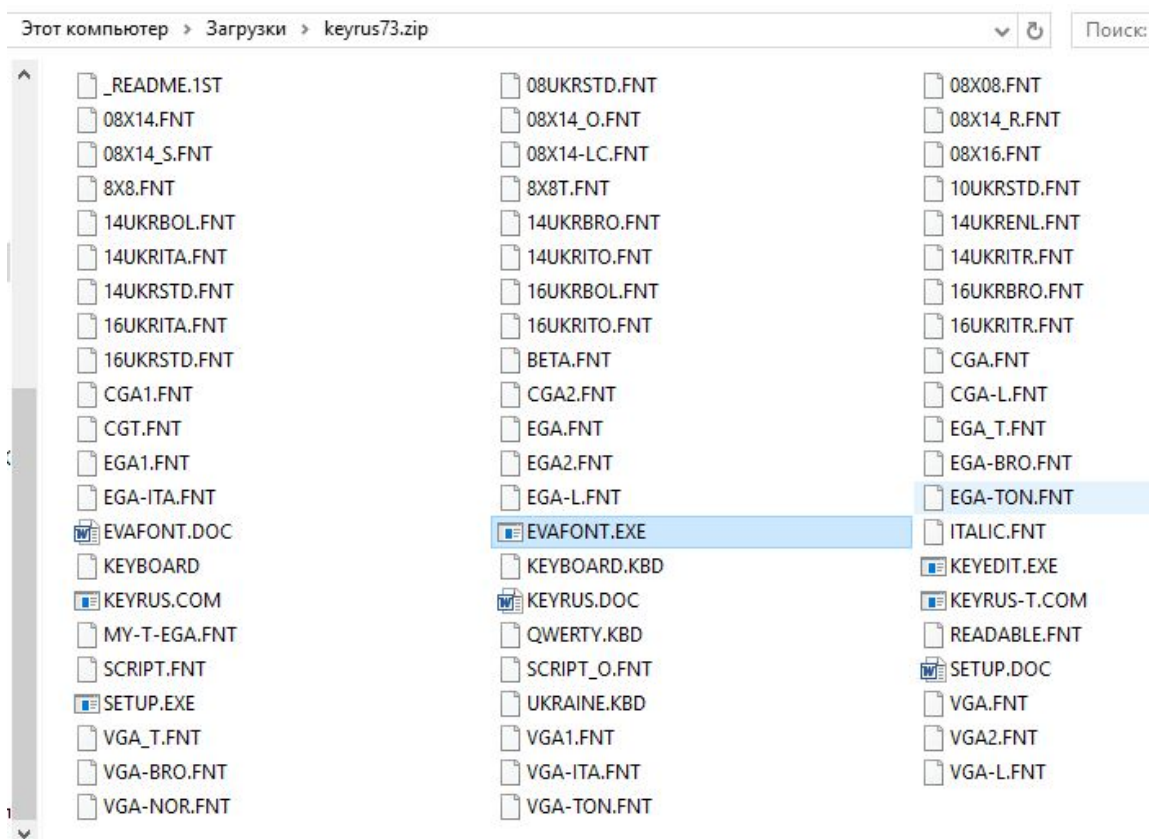 Этот компьютер > Загрузки > keyrus73.zip Поиск:
_README.1ST 08UKRSTD.FNT 08X08.FNT
08X14.FNT 08X14_O.FNT 08X14_R.FNT
08X14_S.FNT 08X14-LC.FNT 08X16.FNT
8X8.FNT 8X8T.FNT 10UKRSTD.FNT
14UKRBOL.FNT 14UKRBRO.FNT 14UKRENL.FNT
14UKRITA.FNT 14UKRITO.FNT 14UKRITR.FNT
14UKRSTD.FNT 16UKRBOL.FNT 16UKRBRO.FNT
16UKRITA.FNT 16UKRITO.FNT 16UKRITR.FNT
16UKRSTD.FNT BETA.FNT CGA.FNT
CGA1.FNT CGA2.FNT CGA-L.FNT
CGT.FNT EGA.FNT EGA_T.FNT
EGA1.FNT EGA2.FNT EGA-BRO.FNT
EGA-ITA.FNT EGA-L.FNT EGA-TON.FNT
EVAFONT.DOC EVAFONT.EXE ITALIC.FNT
KEYBOARD KEYBOARD.KBD KEYEDIT.EXE
KEYRUS.COM KEYRUS.DOC KEYRUS-T.COM
MY-T-EGA.FNT QWERTY.KBD READABLE.FNT
SCRIPT.FNT SCRIPT_O.FNT SETUP.DOC
SETUP.EXE UKRAINE.KBD VGA.FNT
VGA_T.FNT VGA1.FNT VGA2.FNT
VGA-BRO.FNT VGA-ITA.FNT VGA-L.FNT
VGA-NOR.FNT VGA-TON.FNT